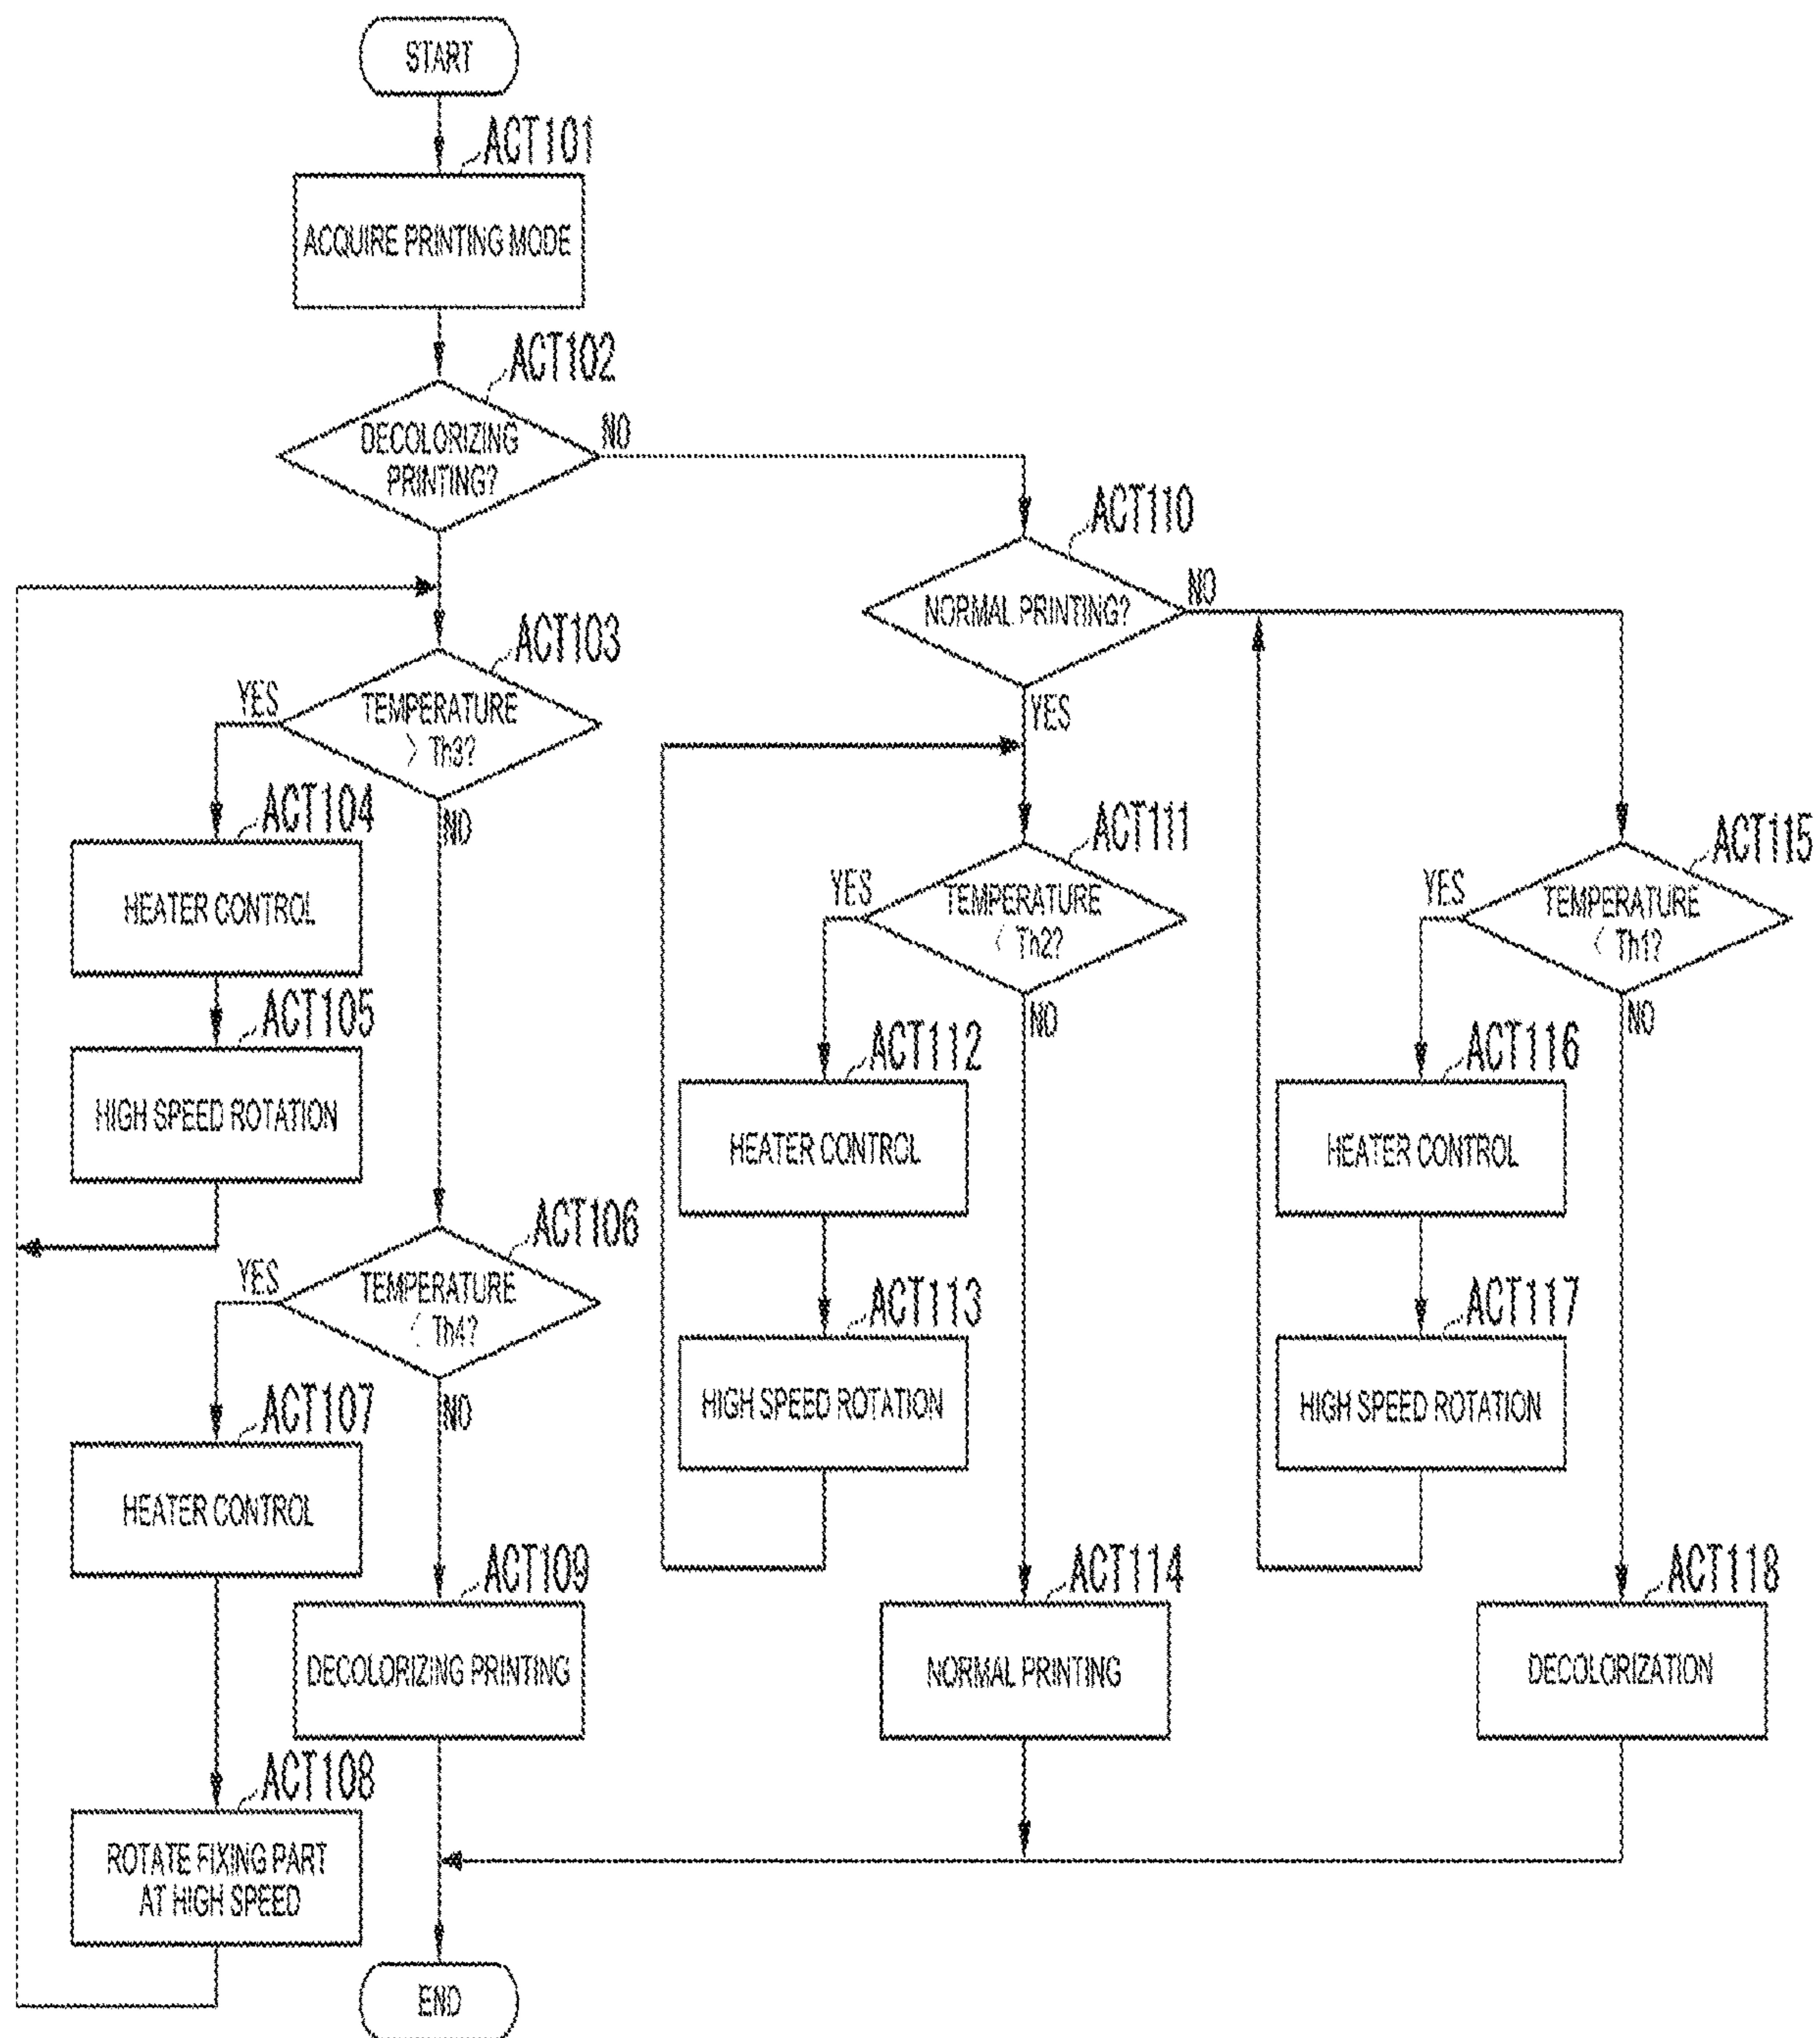 START
ACT101
ACQUIRE PRINTING MODE
ACT102
DECOLORIZING
PRINTING?
NO
ACT110
NORMAL PRINTING?
NO
YES
ACT103
YES
TEMPERATURE
> Th3?
NO
ACT104
HEATER CONTROL
ACT105
HIGH SPEED ROTATION
ACT106
YES
TEMPERATURE
< Th4?
NO
ACT107
HEATER CONTROL
ACT108
ROTATE FIXING PART
AT HIGH SPEED
ACT109
DECOLORIZING PRINTING
ACT111
YES
TEMPERATURE
< Th2?
NO
ACT112
HEATER CONTROL
ACT113
HIGH SPEED ROTATION
ACT114
NORMAL PRINTING
ACT115
YES
TEMPERATURE
< Th1?
NO
ACT116
HEATER CONTROL
ACT117
HIGH SPEED ROTATION
ACT118
DECOLORIZATION
END